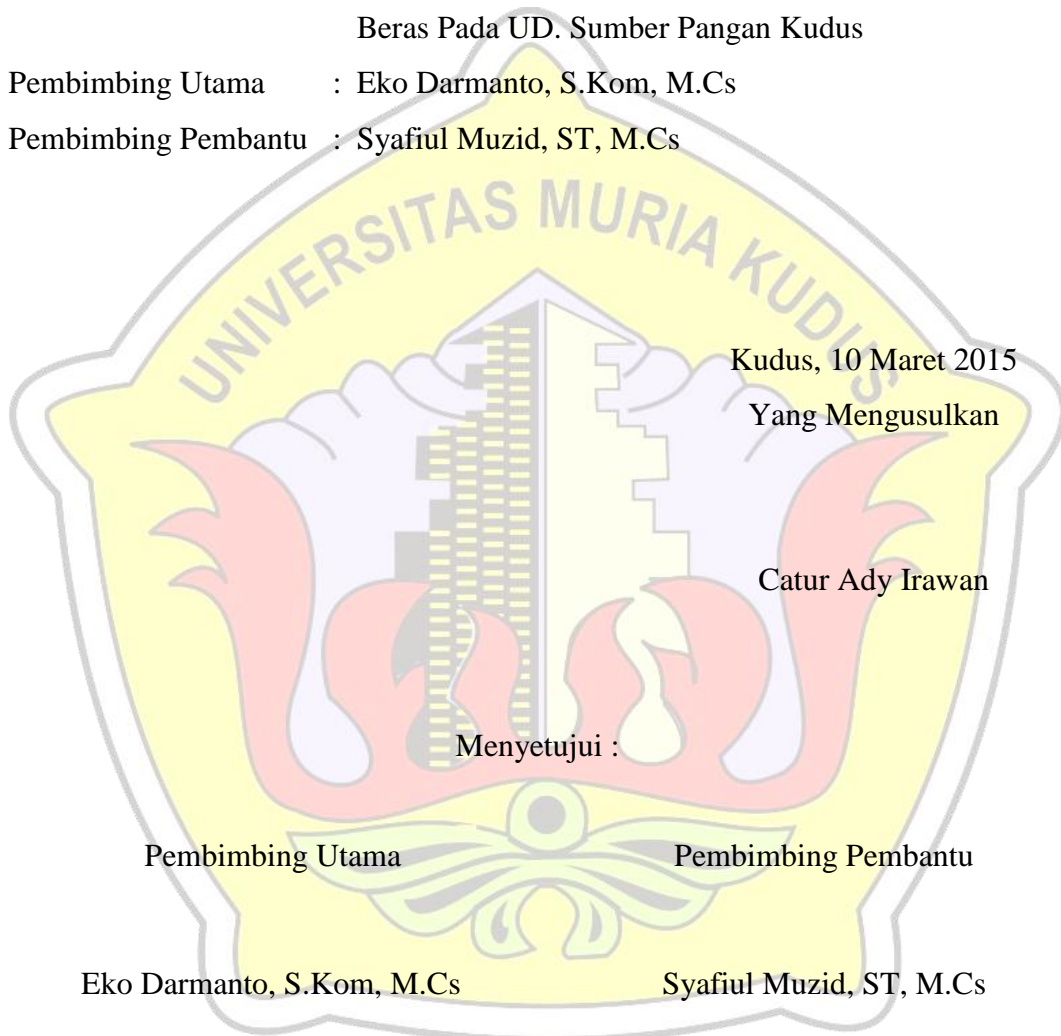 Beras Pada UD. Sumber Pangan Kudus
Pembimbing Utama : Eko Darmanto, S.Kom, M.Cs
Pembimbing Pembantu : Syafiul Muzid, ST, M.Cs
UNIVERSITAS MURIA KUDUS
Kudus, 10 Maret 2015
Yang Mengusulkan
Catur Ady Irawan
Menyetujui :
Pembimbing Utama Pembimbing Pembantu
Eko Darmanto, S.Kom, M.Cs Syafiul Muzid, ST, M.Cs